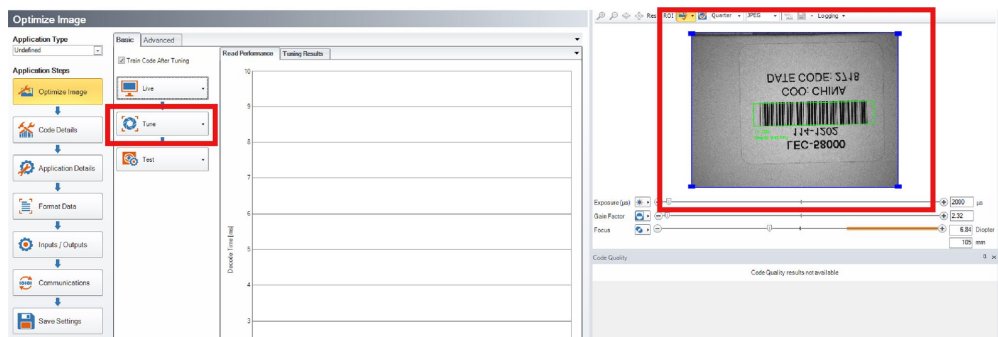 Optimize Image
Application Type
Undefined
Application Steps
Optimize Image
Code Details
Application Details
Format Data
Inputs / Outputs
Communications
Save Settings
Basic
Advanced
Train Code After Tuning
Live
Tune
Test
Read Performance
Tuning Results
10
9
8
7
6
5
4
3
Decode Time [ms]
ROI
Quarter
JPEG
Logging
DATE CODE: 2118
COO: CHINA
114-1202
LEC-58000
Exposure (µs)
2000 µs
Gain Factor
2.32
Focus
6.84 Diopter
105 mm
Code Quality
Code Quality results not available